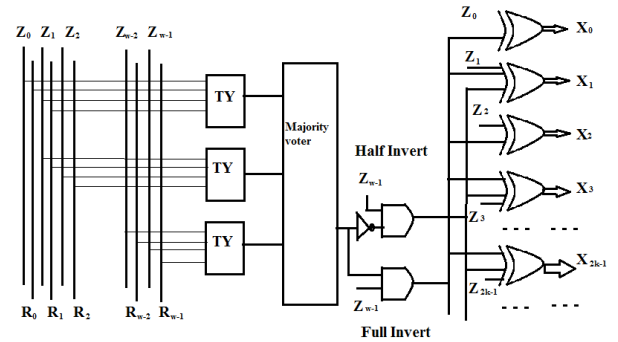 Z0 Z1 Z2 Zw-2 Zw-1
TY
TY
TY
R0 R1 R2 Rw-2 Rw-1
Majority
voter
Half Invert
Zw-1
Zw-1
Full Invert
Z0
X0
Z1
X1
Z2
X2
X3
Z3
X2k-1
Z2k-1